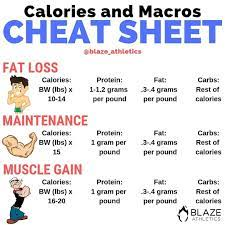 Calories and Macros
CHEAT SHEET
@blaze_athletics
FAT LOSS
Calories: Protein: Fat: Carbs:
BW (lbs) x 1-1.2 grams .3-.4 grams Rest of
10-14 per pound per pound calories
MAINTENANCE
Calories: Protein: Fat: Carbs:
BW (lbs) x 1 gram per .3-.4 gram Rest of
15 pound per pound calories
MUSCLE GAIN
Calories: Protein: Fat: Carbs:
BW (lbs) x 1 gram per .3-.4 gram Rest of
16-20 pound per pound calories
BLAZE
ATHLETICS